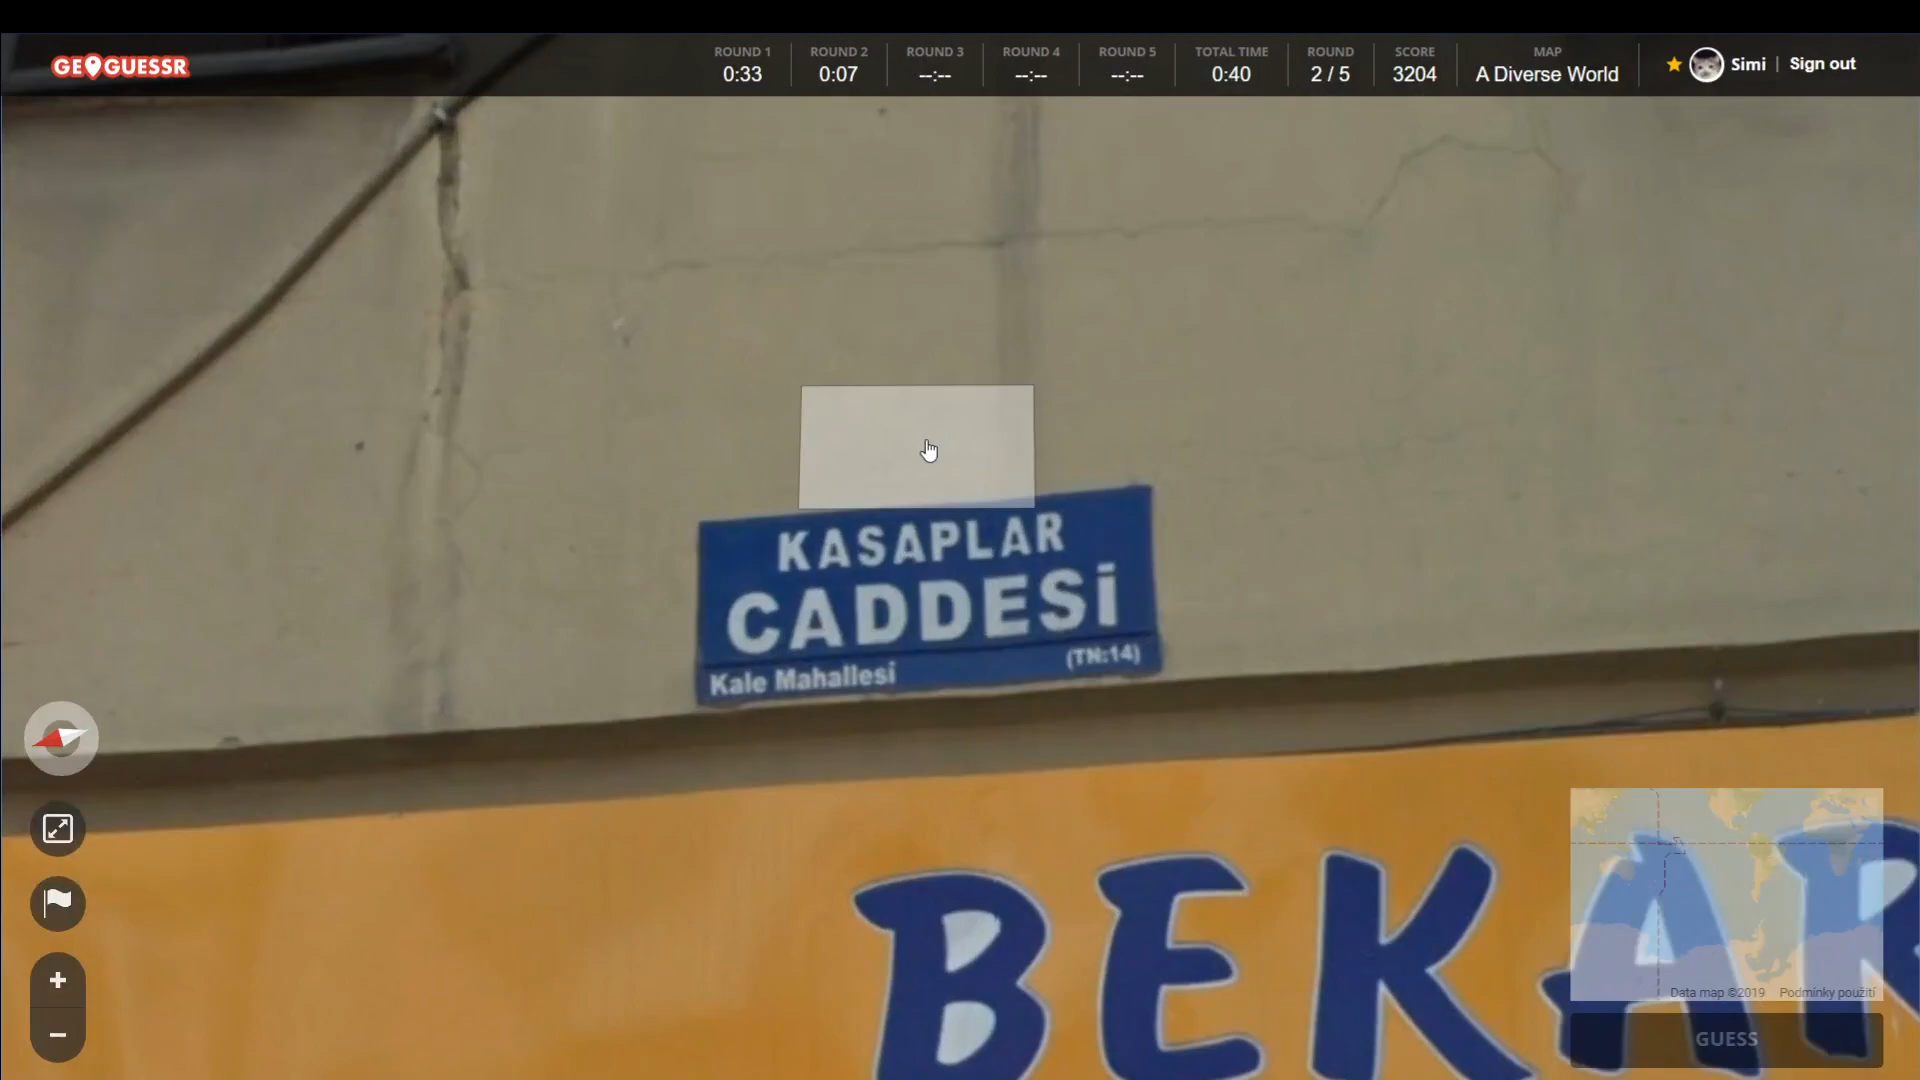 GEOGUESSR
ROUND 1
0:33
ROUND 2
0:07
ROUND 3
--:--
ROUND 4
--:--
ROUND 5
--:--
TOTAL TIME
0:40
ROUND
2 / 5
SCORE
3204
MAP
A Diverse World
Simi | Sign out
KASAPLAR
CADDESİ
Kale Mahallesi (TN:14)
BEKAR
+
−
Data map ©2019 Podmínky použití
GUESS